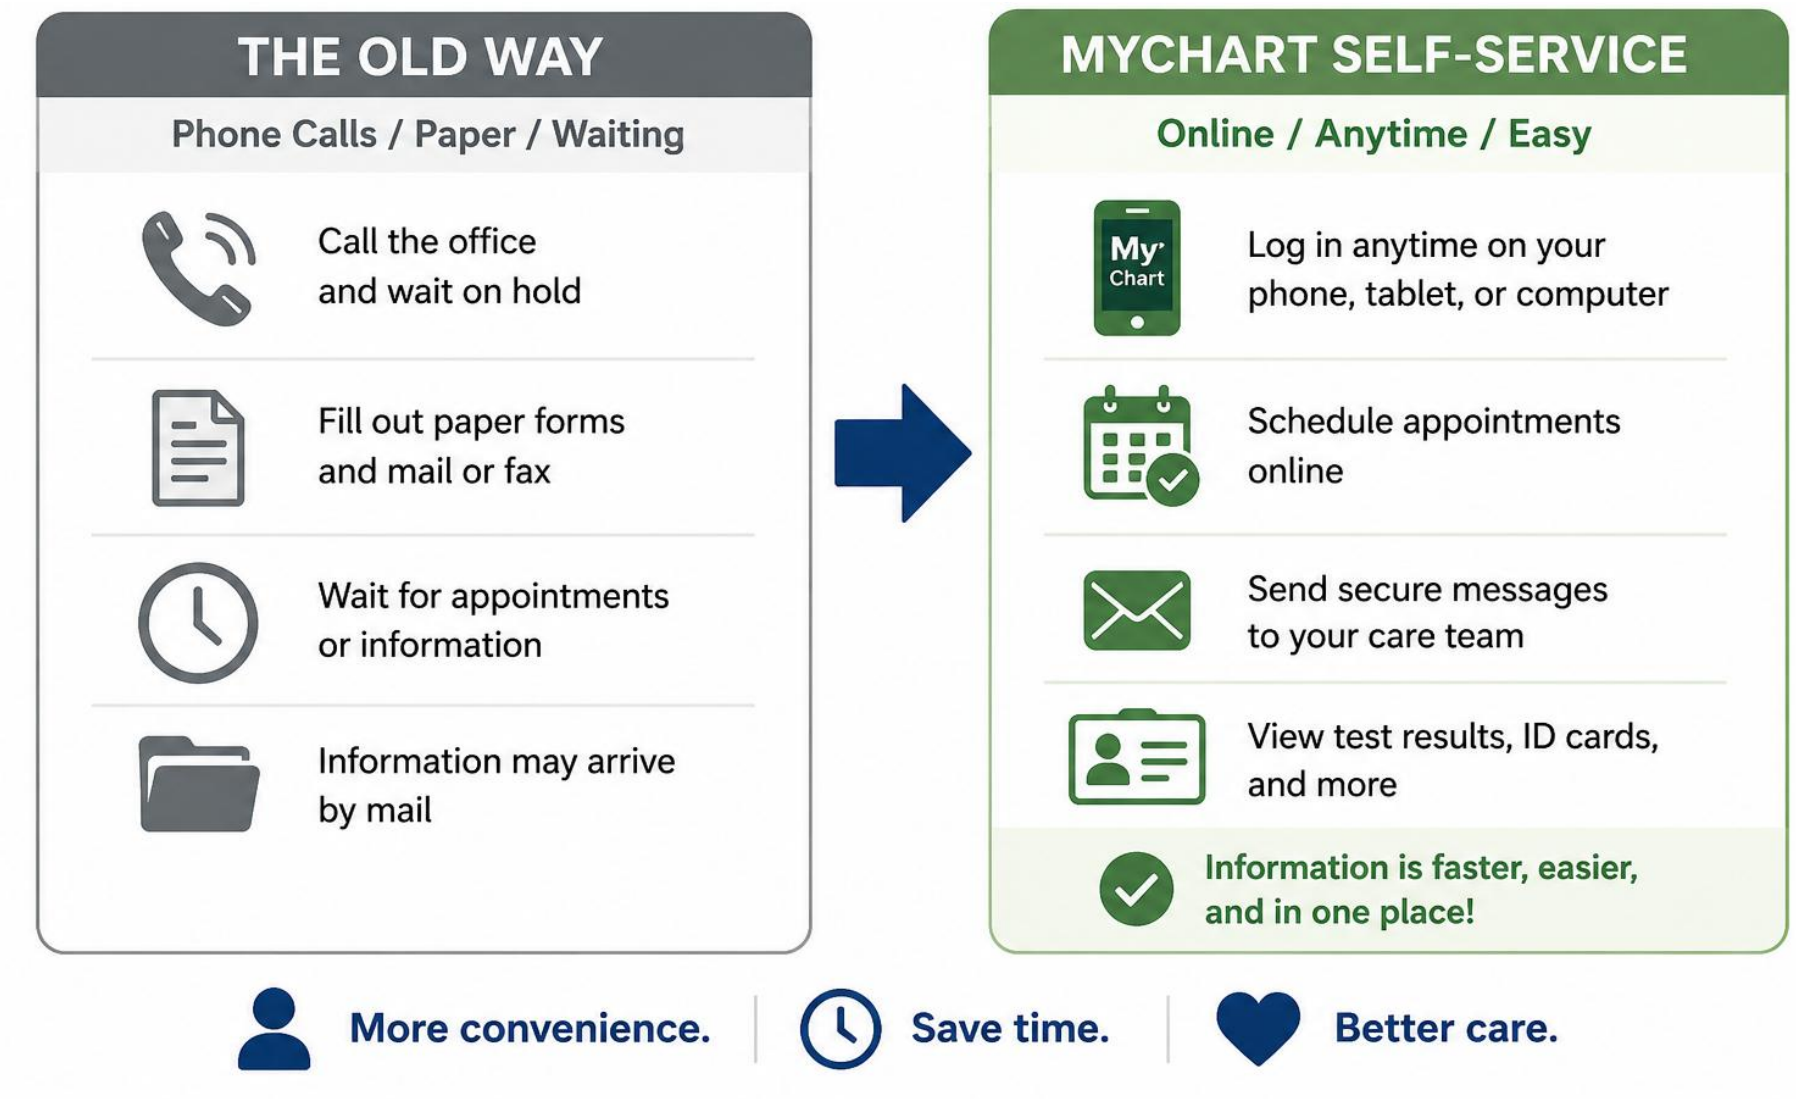 THE OLD WAY
Phone Calls / Paper / Waiting
Call the office
and wait on hold
Fill out paper forms
and mail or fax
Wait for appointments
or information
Information may arrive
by mail
MYCHART SELF-SERVICE
Online / Anytime / Easy
My
Chart
Log in anytime on your
phone, tablet, or computer
Schedule appointments
online
Send secure messages
to your care team
View test results, ID cards,
and more
Information is faster, easier,
and in one place!
More convenience.
Save time.
Better care.